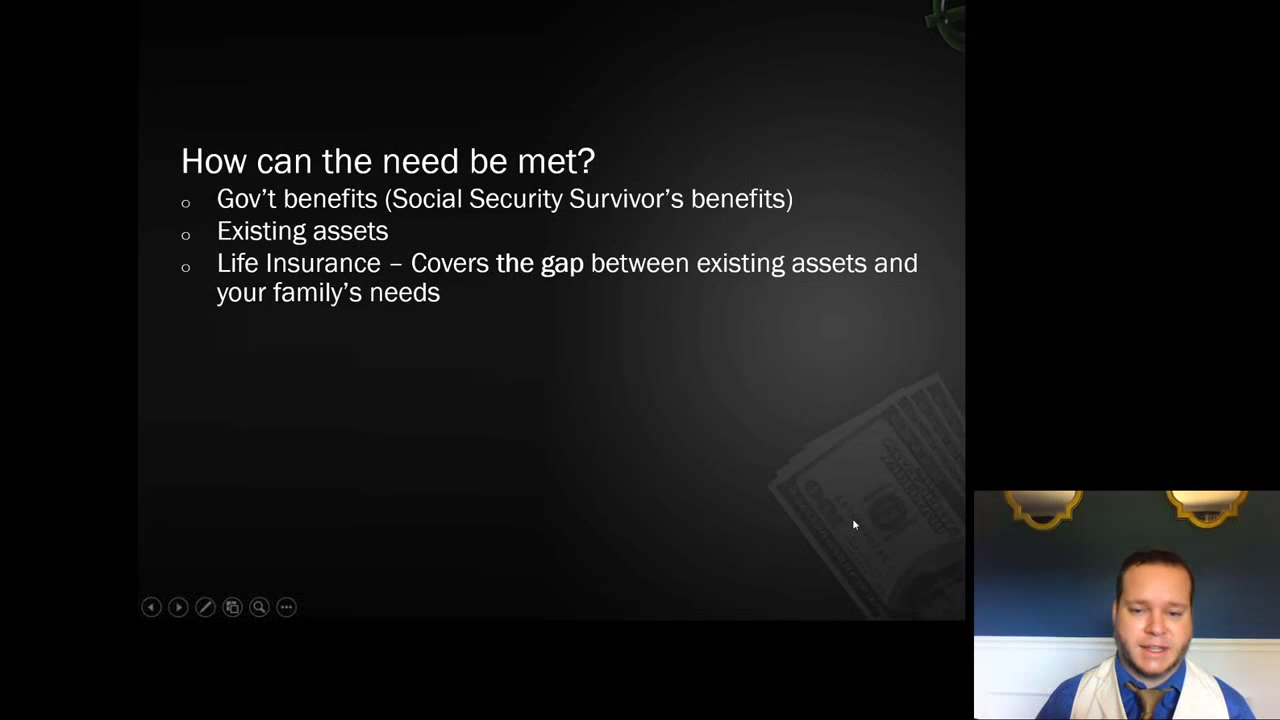 How can the need be met?
Gov’t benefits (Social Security Survivor’s benefits)
Existing assets
Life Insurance – Covers the gap between existing assets and
your family’s needs